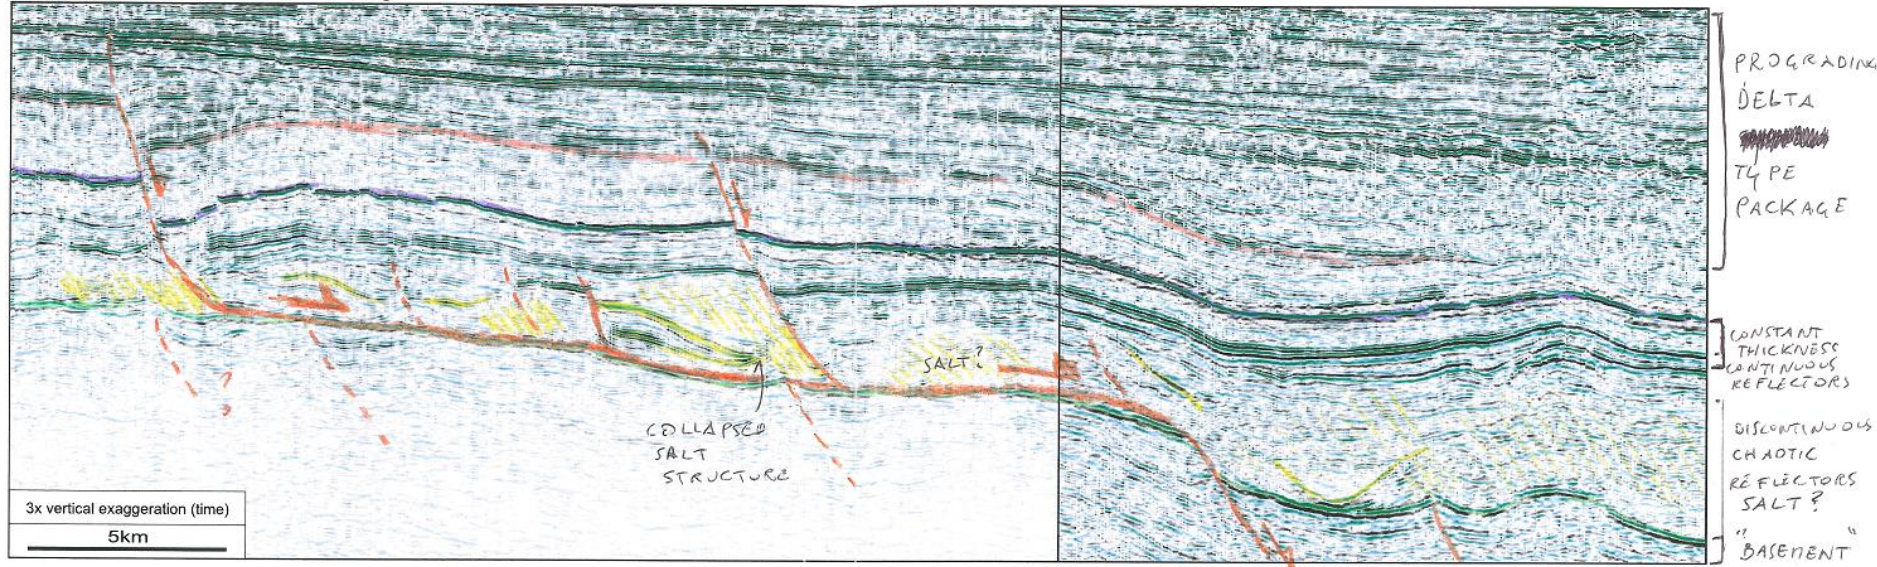 PROGRADING
DELTA
TYPE
PACKAGE
CONSTANT
THICKNESS
CONTINUOUS
REFLECTORS
SALT?
COLLAPSED
SALT
STRUCTURE
DISCONTINUOUS
CHAOTIC
REFLECTORS
SALT?
"BASEMENT"
?
3x vertical exaggeration (time)
5km